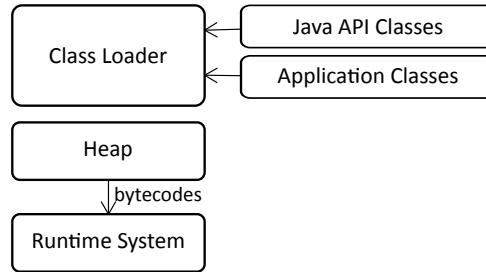 Class Loader
Java API Classes
Application Classes
Heap
bytecodes
Runtime System